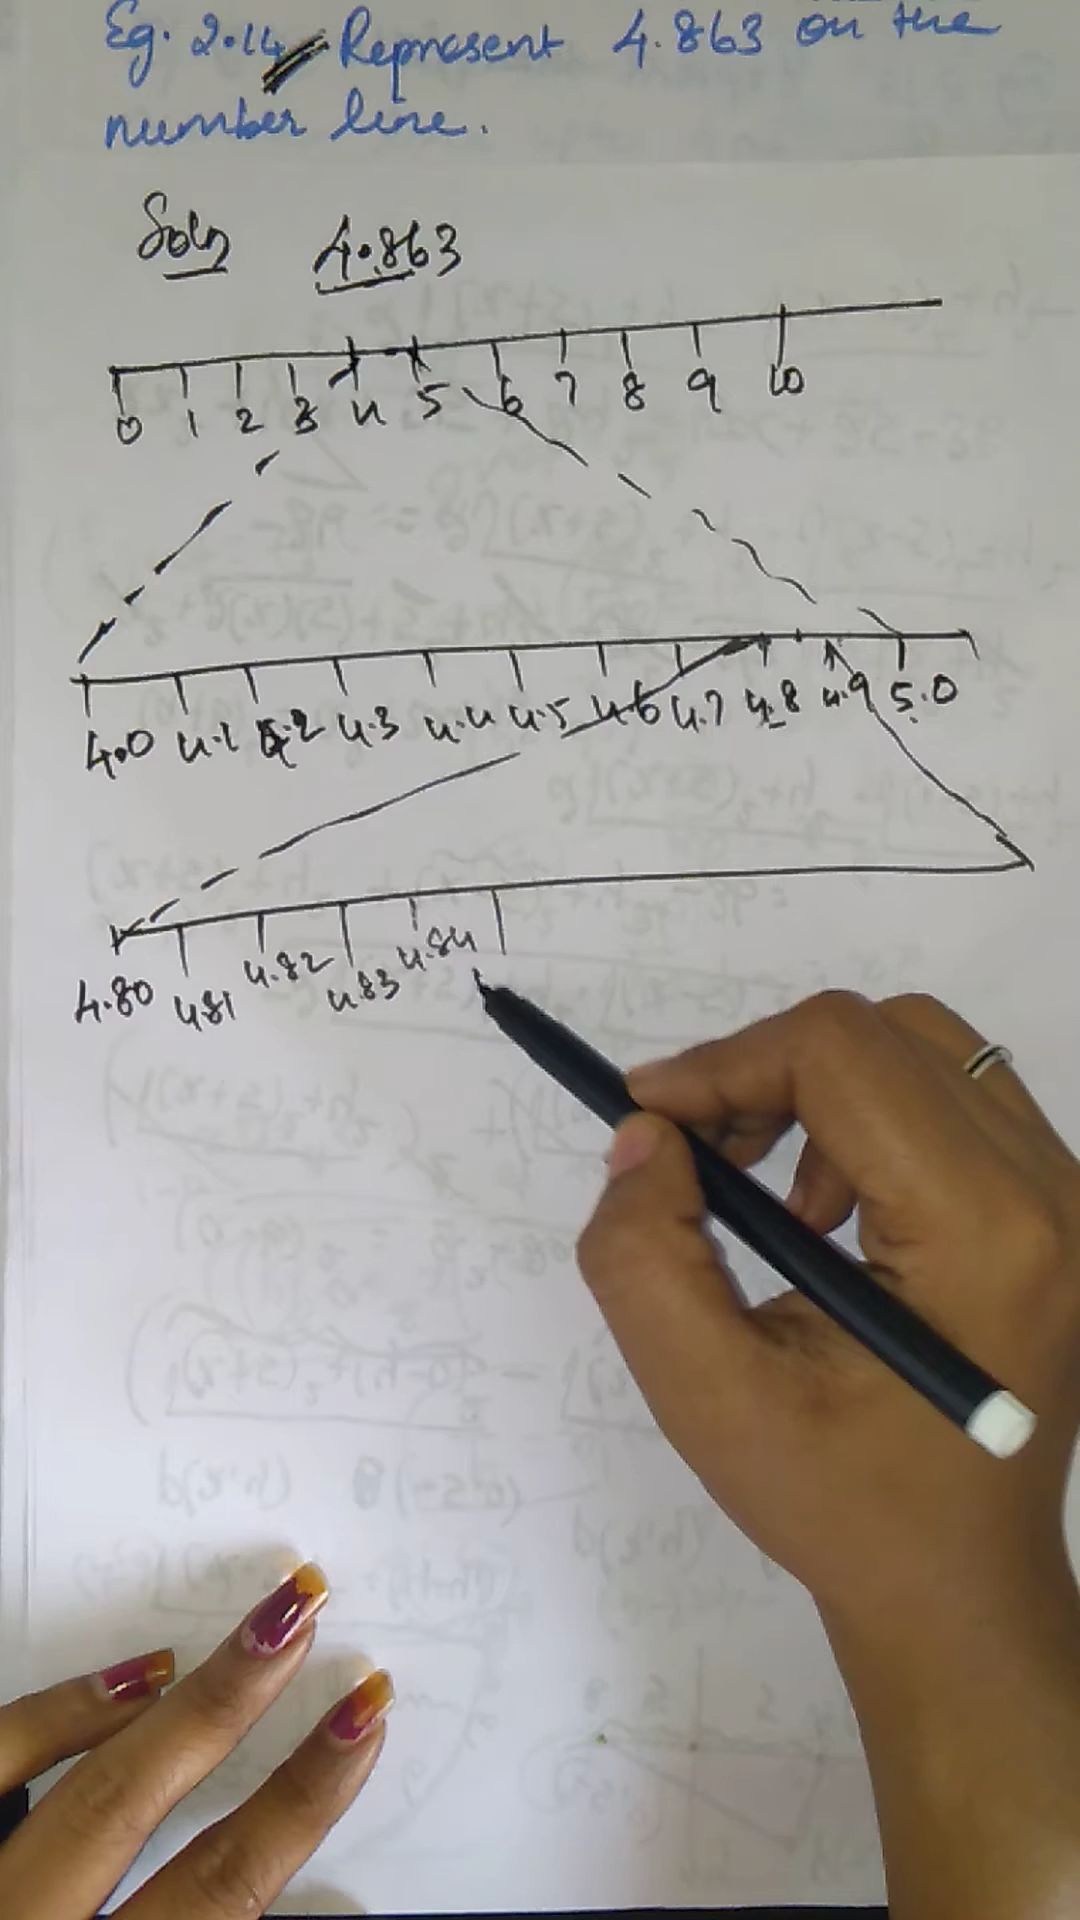 Eg. 2.14 Represent 4.863 on the
number line.
Soln 4.863
0 1 2 3 4 5 6 7 8 9 10
4.0 4.1 4.2 4.3 4.4 4.5 4.6 4.7 4.8 4.9 5.0
4.80 4.81 4.82 4.83 4.84